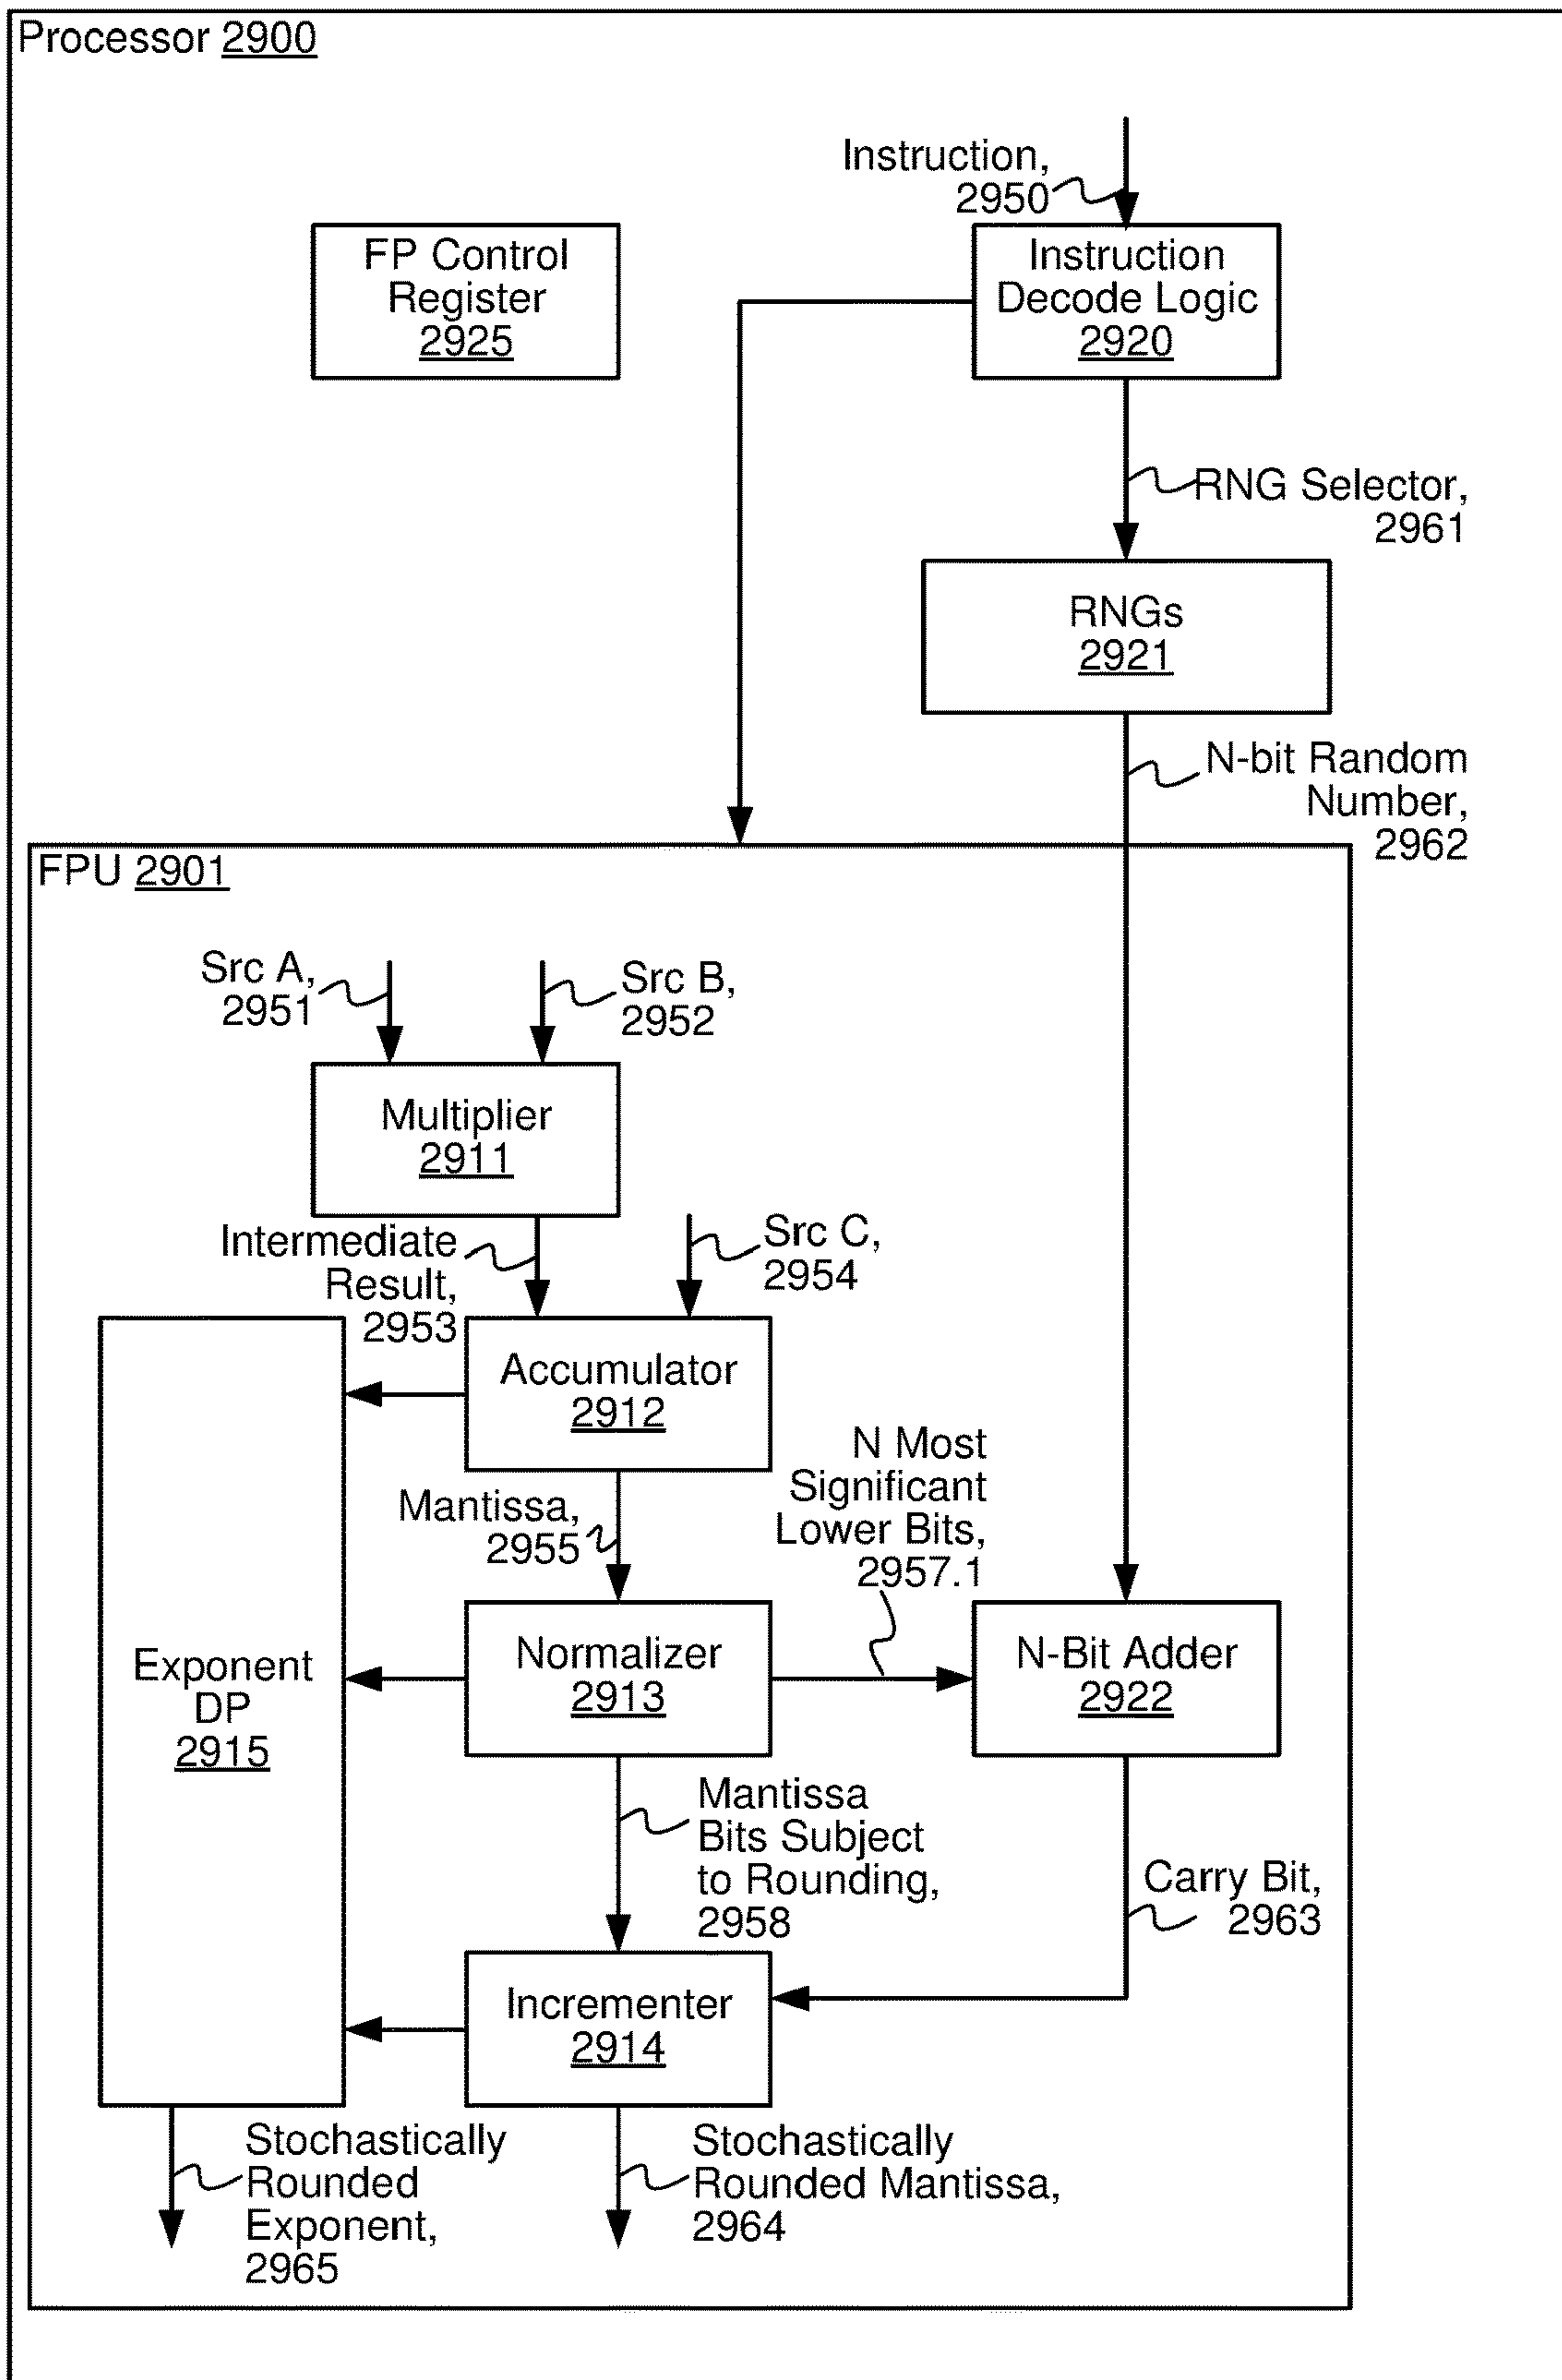 Processor 2900
Instruction,
2950
FP Control
Register
2925
Instruction
Decode Logic
2920
RNG Selector,
2961
RNGs
2921
N-bit Random
Number,
2962
FPU 2901
Src A,
2951
Src B,
2952
Multiplier
2911
Intermediate
Result,
2953
Src C,
2954
Accumulator
2912
N Most
Significant
Lower Bits,
2957.1
Mantissa,
2955
Exponent
DP
2915
Normalizer
2913
N-Bit Adder
2922
Mantissa
Bits Subject
to Rounding,
2958
Carry Bit,
2963
Incrementer
2914
Stochastically
Rounded
Exponent,
2965
Stochastically
Rounded Mantissa,
2964